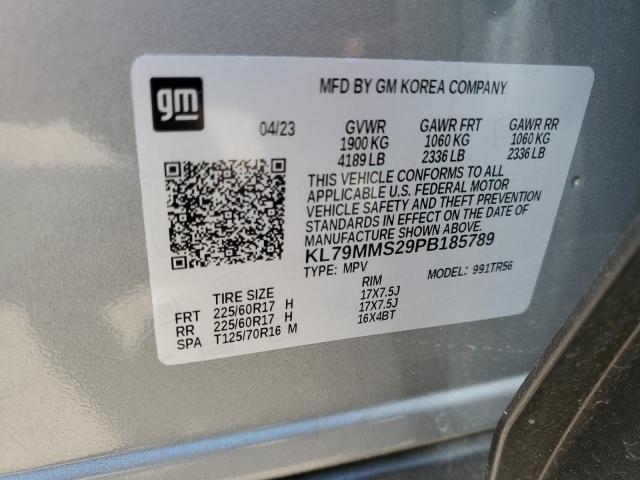 gm
MFD BY GM KOREA COMPANY
04/23 GVWR GAWR FRT GAWR RR
1900 KG 1060 KG 1060 KG
4189 LB 2336 LB 2336 LB
THIS VEHICLE CONFORMS TO ALL
APPLICABLE U.S. FEDERAL MOTOR
VEHICLE SAFETY AND THEFT PREVENTION
STANDARDS IN EFFECT ON THE DATE OF
MANUFACTURE SHOWN ABOVE.
KL79MMS29PB185789
TYPE: MPV MODEL: 991TR56
TIRE SIZE RIM
FRT 225/60R17 H 17X7.5J
RR 225/60R17 H 17X7.5J
SPA T125/70R16 M 16X4BT